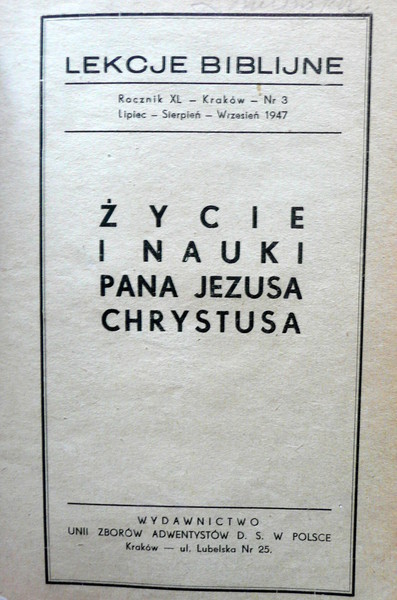 LEKCJE BIBLIJNE
Rocznik XL — Kraków — Nr 3
Lipiec — Sierpień — Wrzesień 1947
ŻYCIE
I NAUKI
PANA JEZUSA
CHRYSTUSA
WYDAWNICTWO
UNII ZBORÓW ADWENTYSTÓW D. S. W POLSCE
Kraków — ul. Lubelska Nr 25.